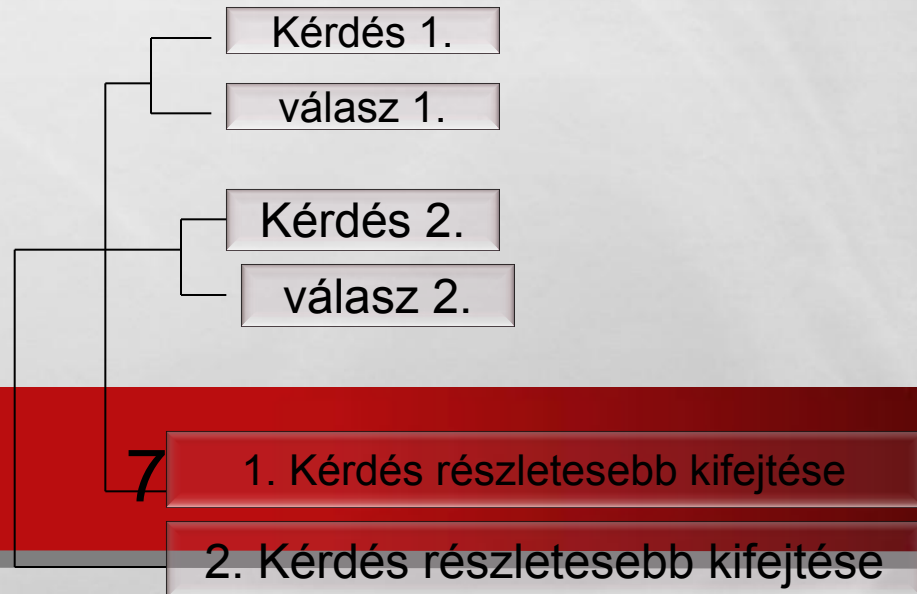 Kérdés 1.
válasz 1.
Kérdés 2.
válasz 2.
7
1. Kérdés részletesebb kifejtése
2. Kérdés részletesebb kifejtése